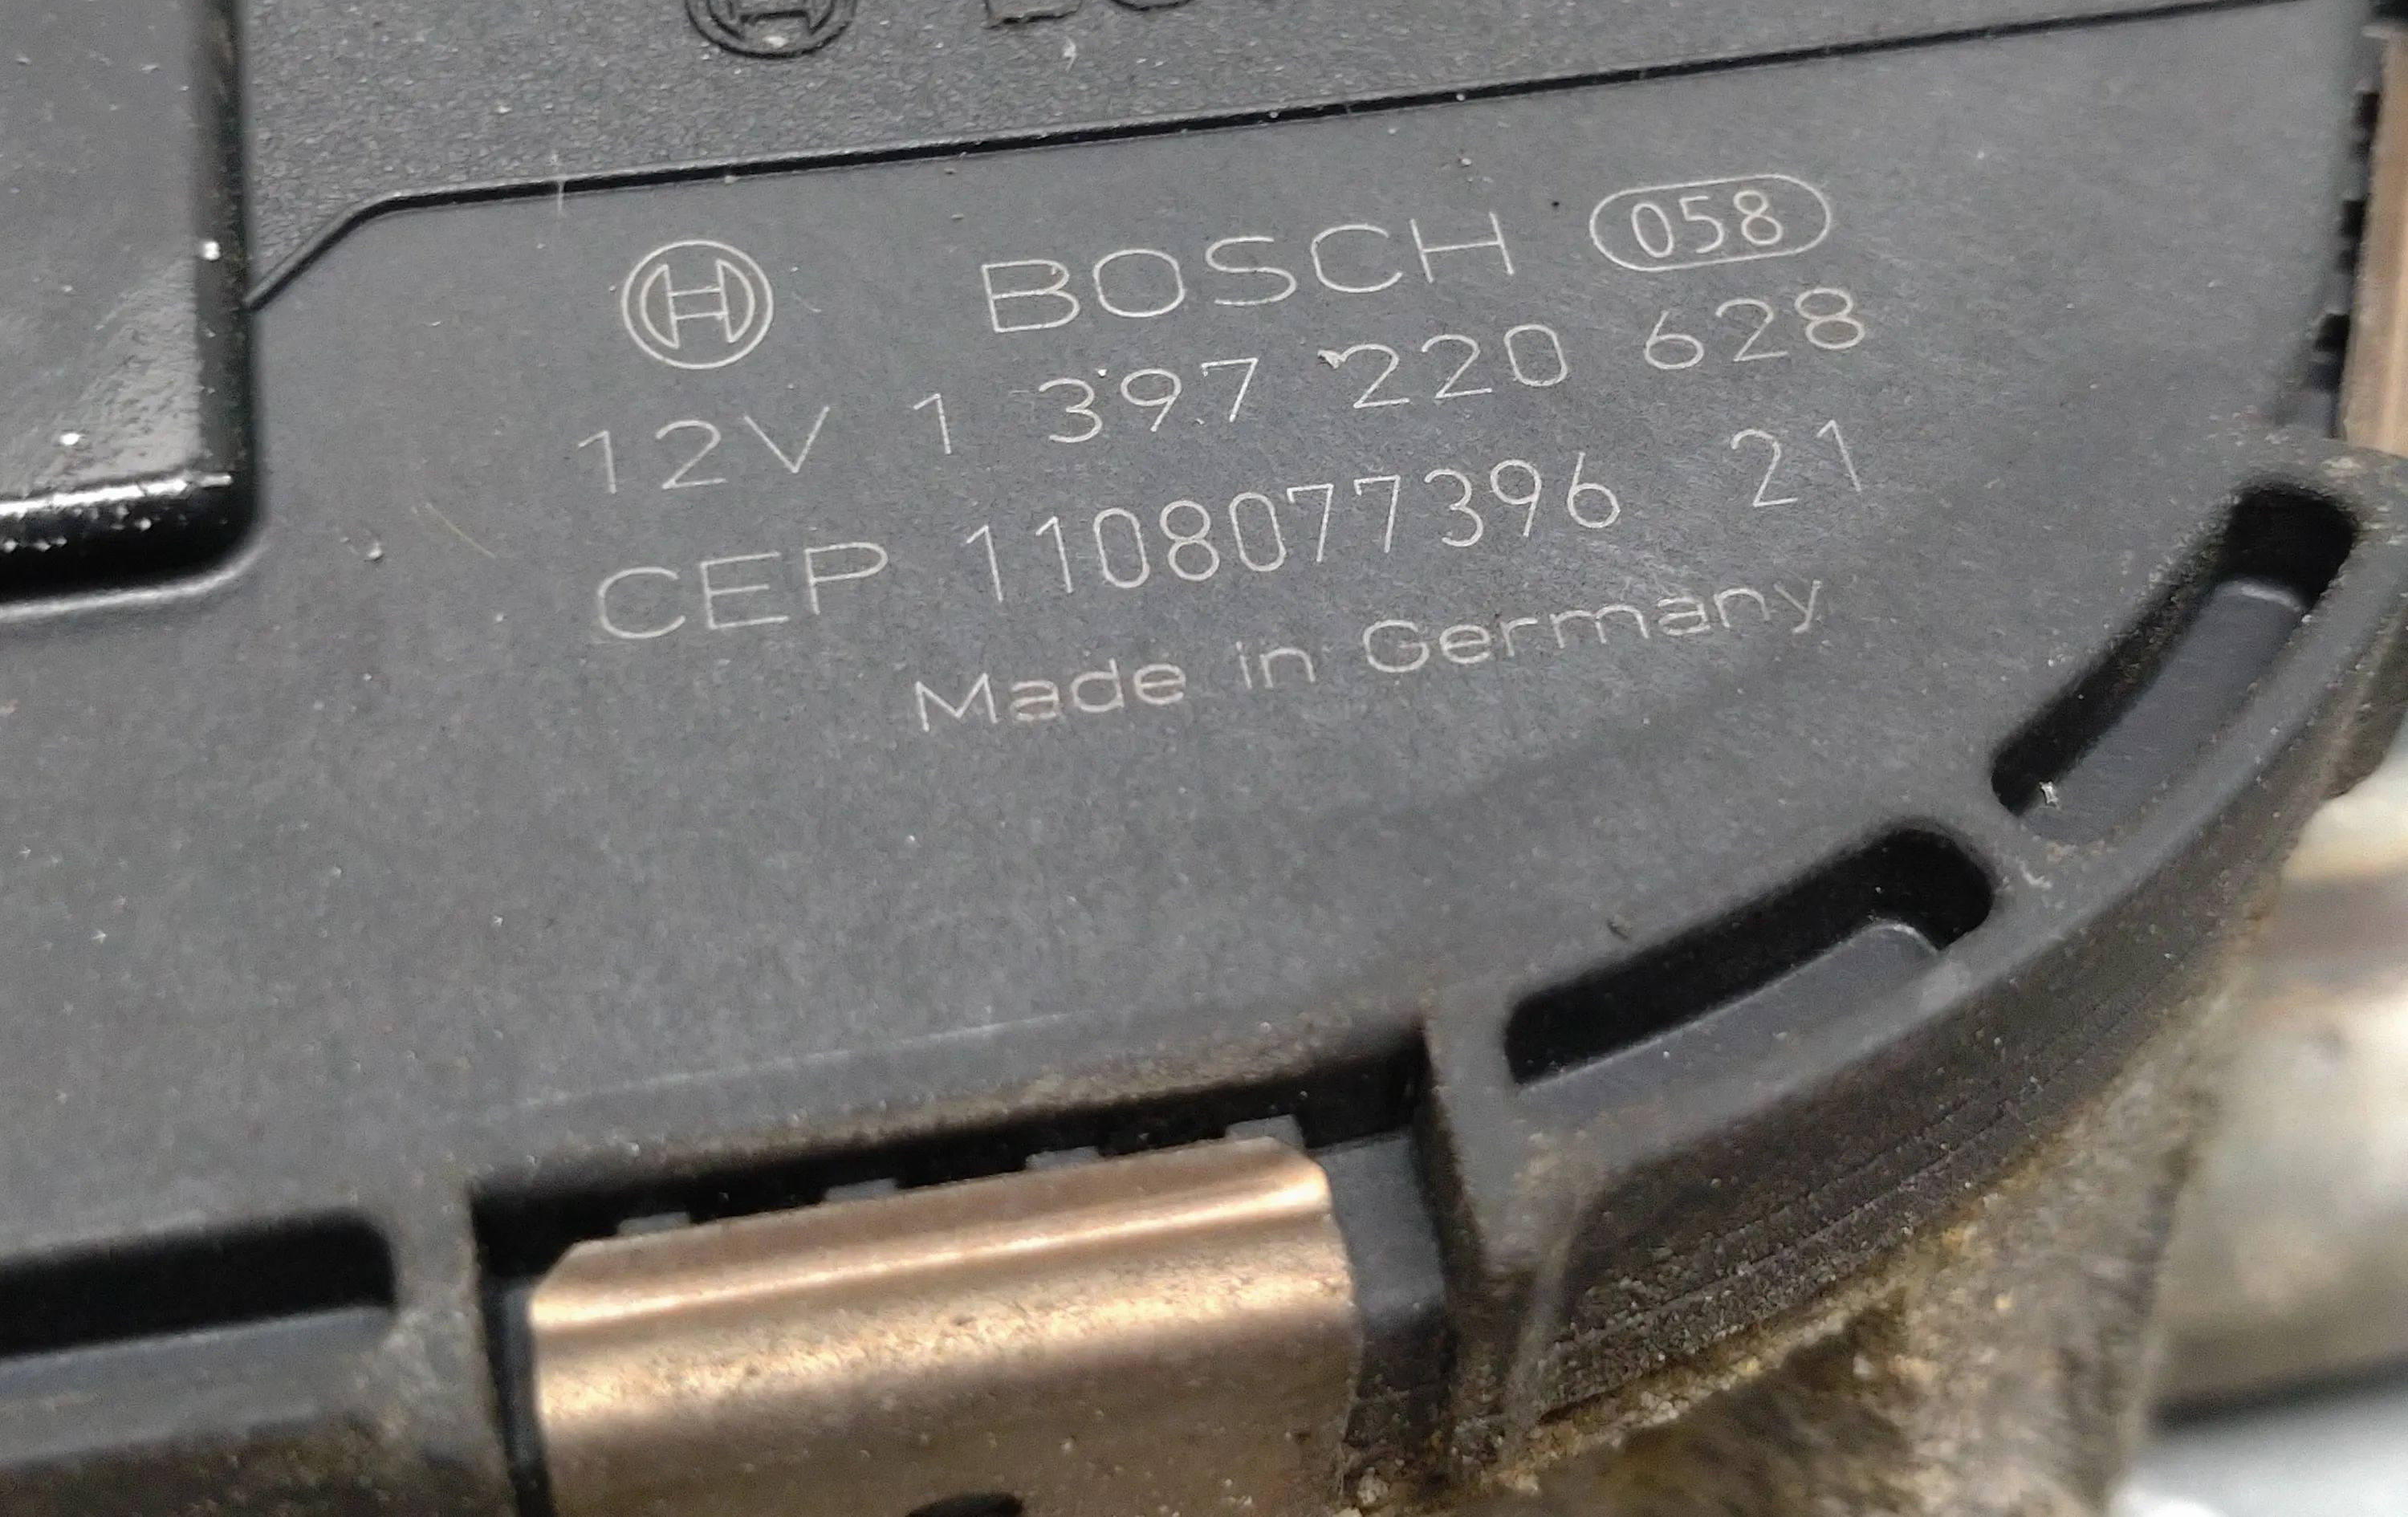 BOSCH 058
12V 1 397 220 628
CEP 1108077396 21
Made in Germany